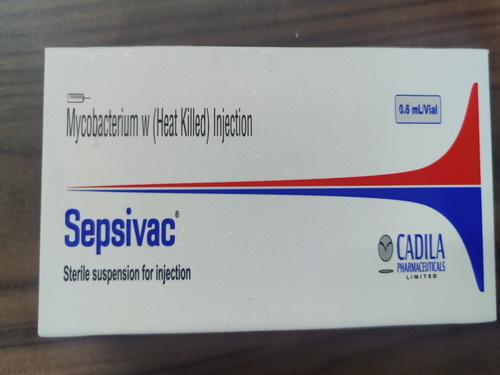 Mycobacterium w (Heat Killed) Injection
0.6 mL/Vial
Sepsivac®
Sterile suspension for injection
CADILA
PHARMACEUTICALS
LIMITED